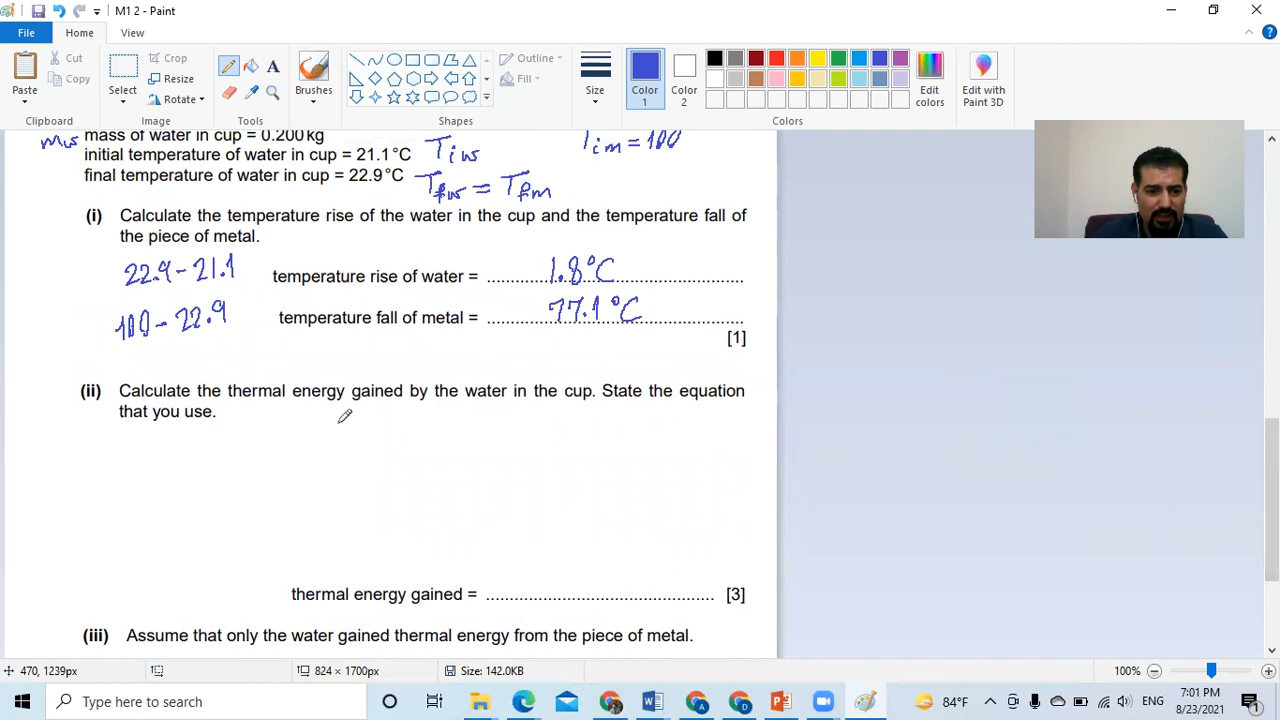 M1 2 - Paint
File
Home
View
Paste
Cut
Copy
Clipboard
Select
Crop
Resize
Rotate
Image
A
Tools
Brushes
Shapes
Outline
Fill
Size
Color 1
Color 2
Edit colors
Edit with Paint 3D
Colors
mass of water in cup = 0.200 kg
Tim = 100
initial temperature of water in cup = 21.1 °C Tiw
final temperature of water in cup = 22.9 °C Tfw = Tfm
(i) Calculate the temperature rise of the water in the cup and the temperature fall of
the piece of metal.
22.9 - 21.1 temperature rise of water = 1.8°C
100 - 22.9 temperature fall of metal = 77.1°C
[1]
(ii) Calculate the thermal energy gained by the water in the cup. State the equation
that you use.
thermal energy gained = ............................................... [3]
(iii) Assume that only the water gained thermal energy from the piece of metal.
470, 1239px
824 × 1700px
Size: 142.0KB
100%
Type here to search
84°F
ENG
7:01 PM
8/23/2021